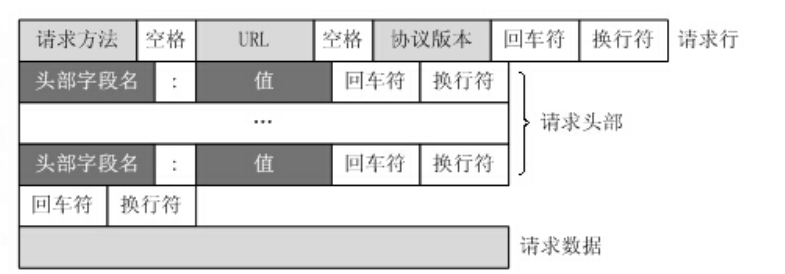 请求方法 空格 URL 空格 协议版本 回车符 换行符 请求行
头部字段名 : 值 回车符 换行符
... 请求头部
头部字段名 : 值 回车符 换行符
回车符 换行符
请求数据